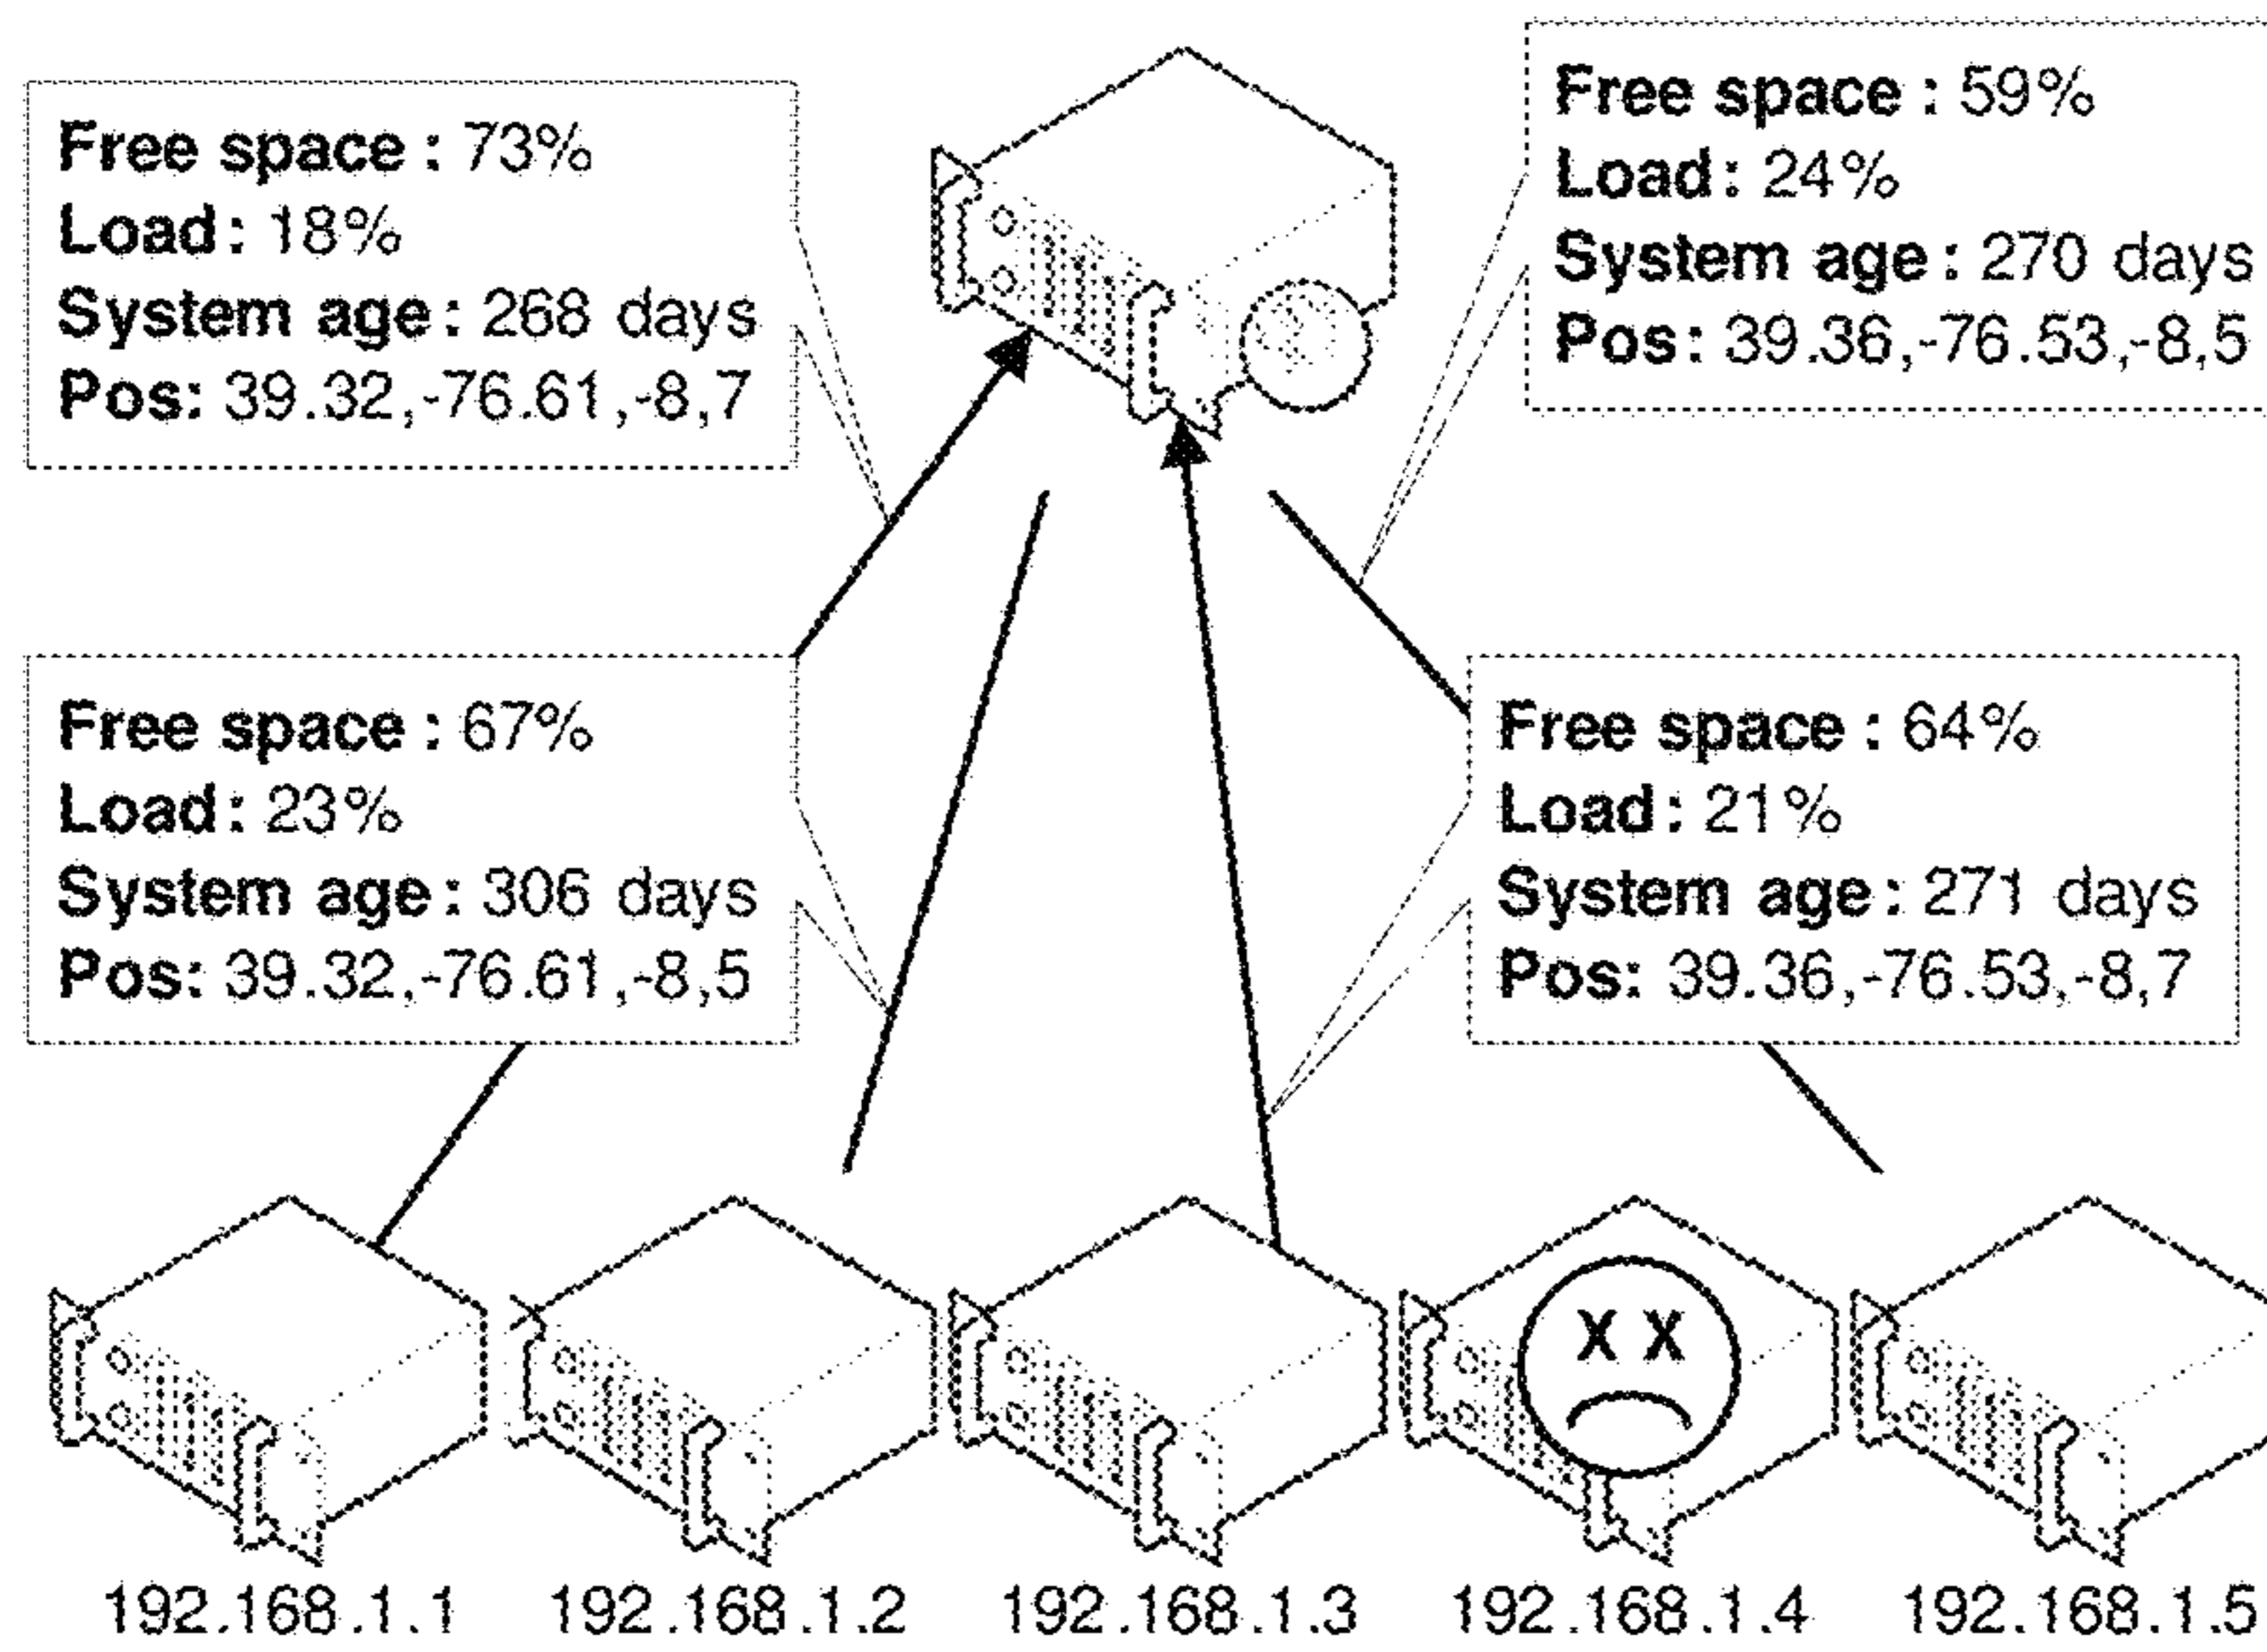 Free space : 73%
Load: 18%
System age: 268 days
Pos: 39.32,-76.61,-8,7
Free space : 59%
Load: 24%
System age: 270 days
Pos: 39.36,-76.53,-8,5
Free space : 67%
Load: 23%
System age: 306 days
Pos: 39.32,-76.61,-8,5
Free space : 64%
Load: 21%
System age: 271 days
Pos: 39.36,-76.53,-8,7
X X
192.168.1.1
192.168.1.2
192.168.1.3
192.168.1.4
192.168.1.5